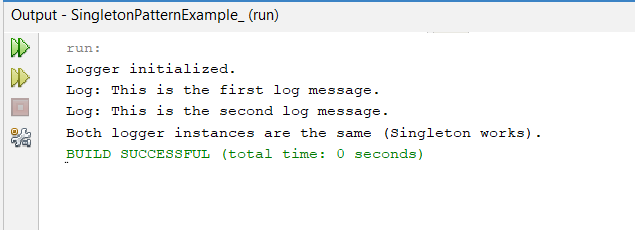 Output - SingletonPatternExample_ (run)
run:
Logger initialized.
Log: This is the first log message.
Log: This is the second log message.
Both logger instances are the same (Singleton works).
BUILD SUCCESSFUL (total time: 0 seconds)